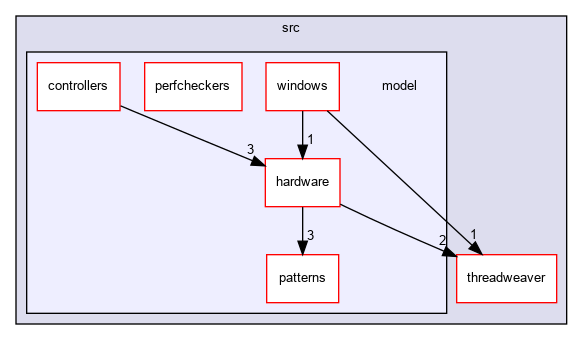 src
controllers
perfcheckers
windows
model
3
1
hardware
3
2
1
patterns
threadweaver